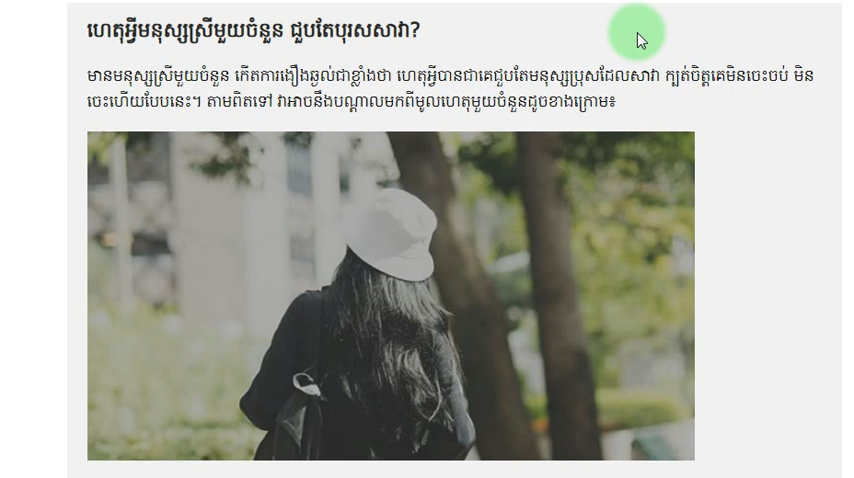 ហេតុអ្វីមនុស្សស្រីមួយចំនួន ជួបតែបុរសសាវា?
មានមនុស្សស្រីមួយចំនួន កើតការងឿងឆ្ងល់ជាខ្លាំងថា ហេតុអ្វីបានជាគេជួបតែមនុស្សប្រុសដែលសាវា ក្បត់ចិត្តគេមិនចេះចប់ មិន
ចេះហើយបែបនេះ។ តាមពិតទៅ វាអាចនឹងបណ្តាលមកពីមូលហេតុមួយចំនួនដូចខាងក្រោម៖